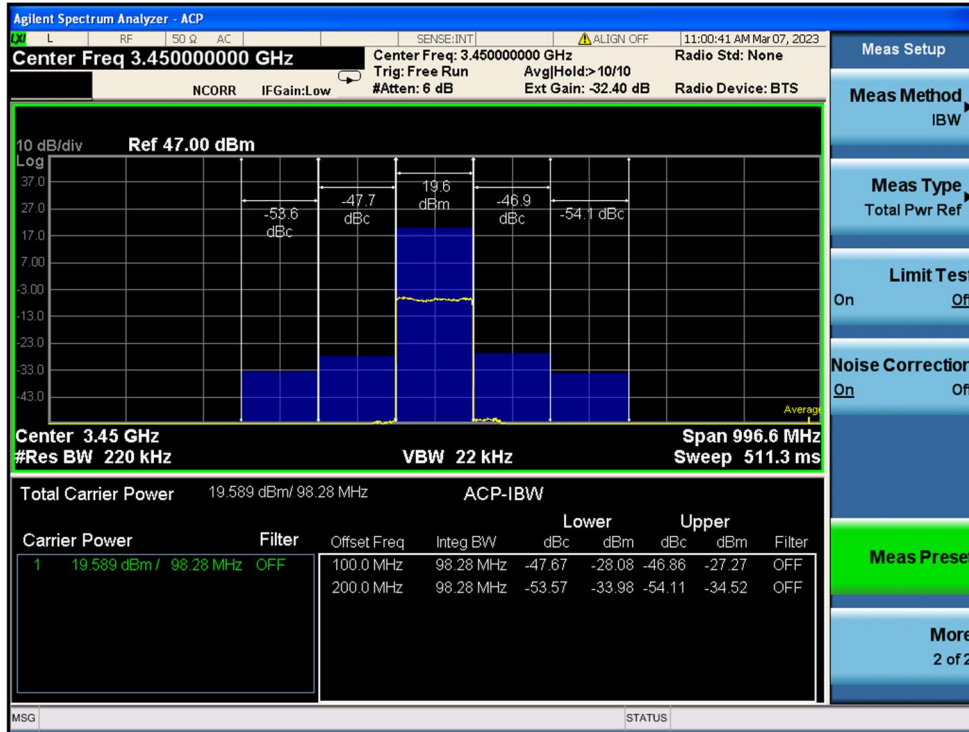 Agilent Spectrum Analyzer - ACP
LXI L RF 50 Ω AC SENSE:INT ALIGN OFF 11:00:41 AM Mar 07, 2023
Center Freq 3.450000000 GHz
Center Freq: 3.450000000 GHz Radio Std: None
Trig: Free Run Avg|Hold:>10/10
NCORR IFGain:Low #Atten: 6 dB Ext Gain: -32.40 dB Radio Device: BTS
10 dB/div Ref 47.00 dBm
Log
37.0
27.0
17.0
7.00
-3.00
-13.0
-23.0
-33.0
-43.0
-53.6 dBc
-47.7 dBc
19.6 dBm
-46.9 dBc
-54.1 dBc
Average
Center 3.45 GHz Span 996.6 MHz
#Res BW 220 kHz VBW 22 kHz Sweep 511.3 ms
Total Carrier Power 19.589 dBm/ 98.28 MHz ACP-IBW
Lower Upper
Carrier Power Filter Offset Freq Integ BW dBc dBm dBc dBm Filter
1 19.589 dBm / 98.28 MHz OFF 100.0 MHz 98.28 MHz -47.67 -28.08 -46.86 -27.27 OFF
200.0 MHz 98.28 MHz -53.57 -33.98 -54.11 -34.52 OFF
MSG STATUS
Meas Setup
Meas Method
IBW
Meas Type
Total Pwr Ref
Limit Test
On Off
Noise Correction
On Off
Meas Preset
More
2 of 2